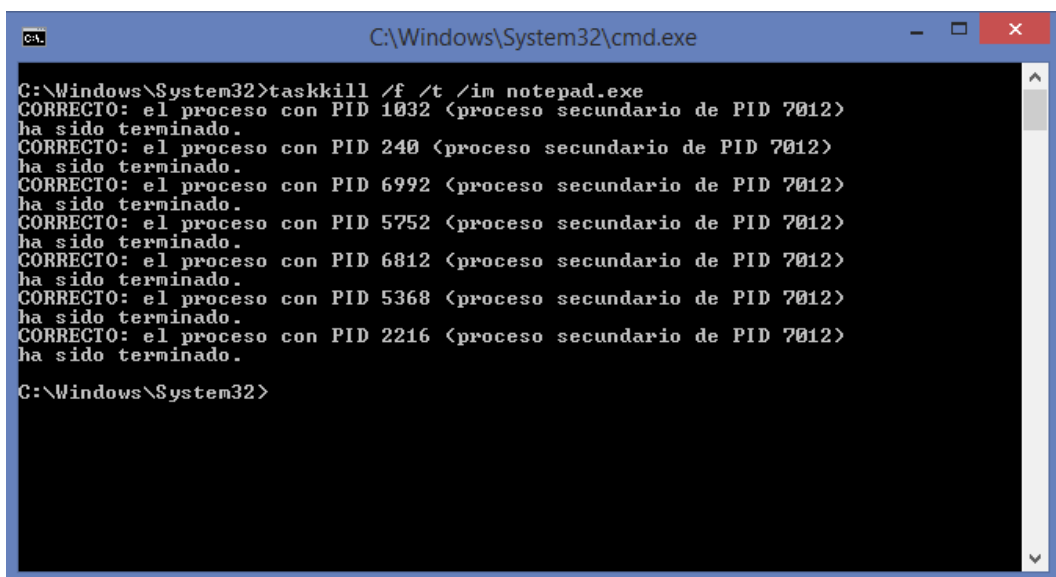 C:\Windows\System32\cmd.exe
C:\Windows\System32>taskkill /f /t /im notepad.exe
CORRECTO: el proceso con PID 1032 (proceso secundario de PID 7012)
ha sido terminado.
CORRECTO: el proceso con PID 240 (proceso secundario de PID 7012)
ha sido terminado.
CORRECTO: el proceso con PID 6992 (proceso secundario de PID 7012)
ha sido terminado.
CORRECTO: el proceso con PID 5752 (proceso secundario de PID 7012)
ha sido terminado.
CORRECTO: el proceso con PID 6812 (proceso secundario de PID 7012)
ha sido terminado.
CORRECTO: el proceso con PID 5368 (proceso secundario de PID 7012)
ha sido terminado.
CORRECTO: el proceso con PID 2216 (proceso secundario de PID 7012)
ha sido terminado.
C:\Windows\System32>